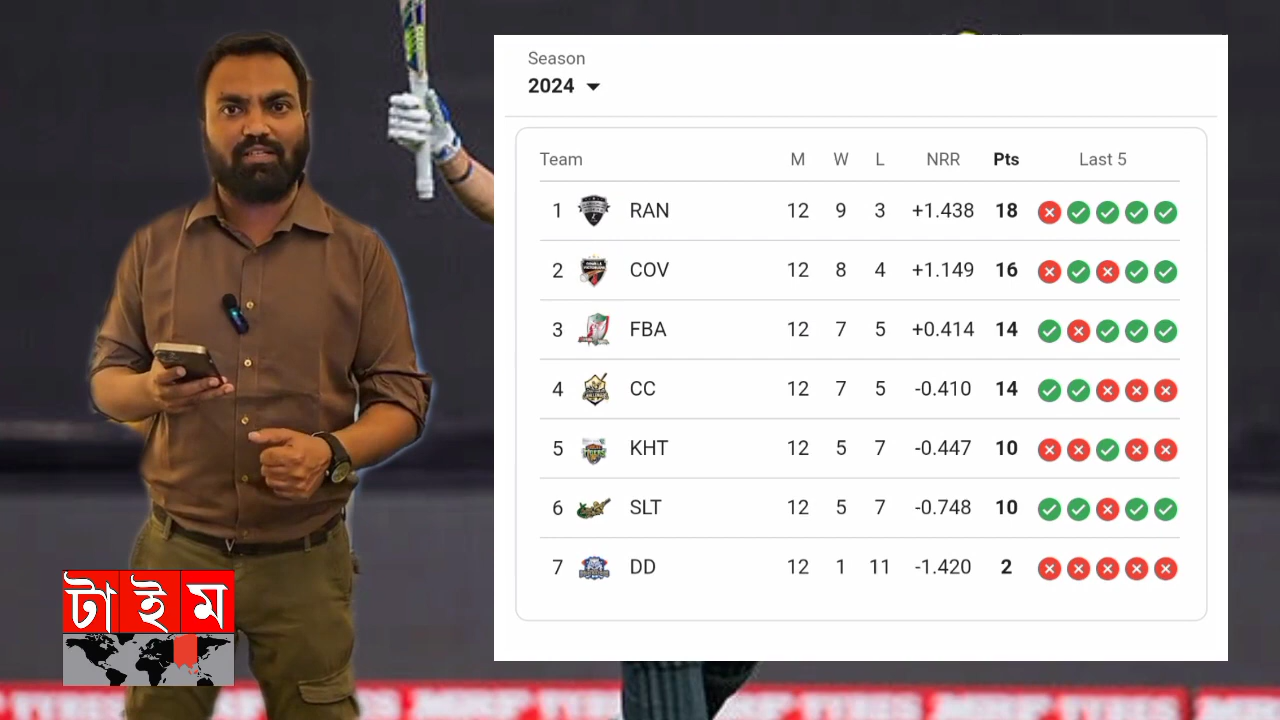 Season
2024
Team M W L NRR Pts Last 5
1 RAN 12 9 3 +1.438 18
2 COV 12 8 4 +1.149 16
3 FBA 12 7 5 +0.414 14
4 CC 12 7 5 -0.410 14
5 KHT 12 5 7 -0.447 10
6 SLT 12 5 7 -0.748 10
7 DD 12 1 11 -1.420 2
টাইম